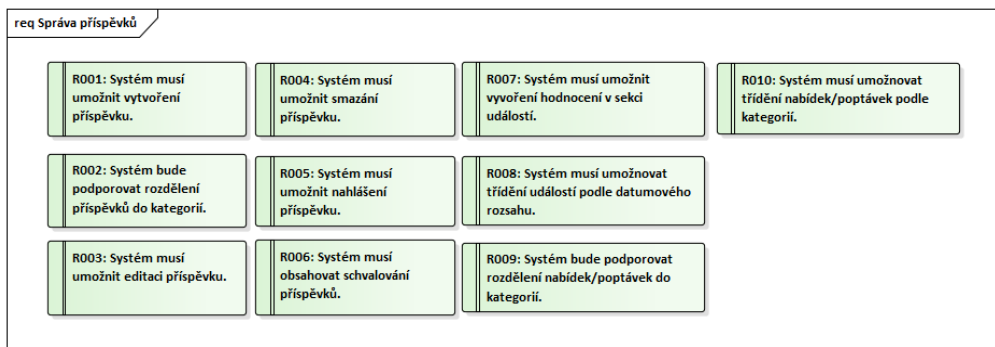 req Správa příspěvků
R001: Systém musí
umožnit vytvoření
příspěvku.
R002: Systém bude
podporovat rozdělení
příspěvků do kategorií.
R003: Systém musí
umožnit editaci příspěvku.
R004: Systém musí
umožnit smazání
příspěvku.
R005: Systém musí
umožnit nahlášení
příspěvku.
R006: Systém musí
obsahovat schvalování
příspěvků.
R007: Systém musí umožnit
vyvoření hodnocení v sekci
událostí.
R008: Systém musí umožnovat
třídění událostí podle datumového
rozsahu.
R009: Systém bude podporovat
rozdělení nabídek/poptávek do
kategorií.
R010: Systém musí umožnovat
třídění nabídek/poptávek podle
kategorií.